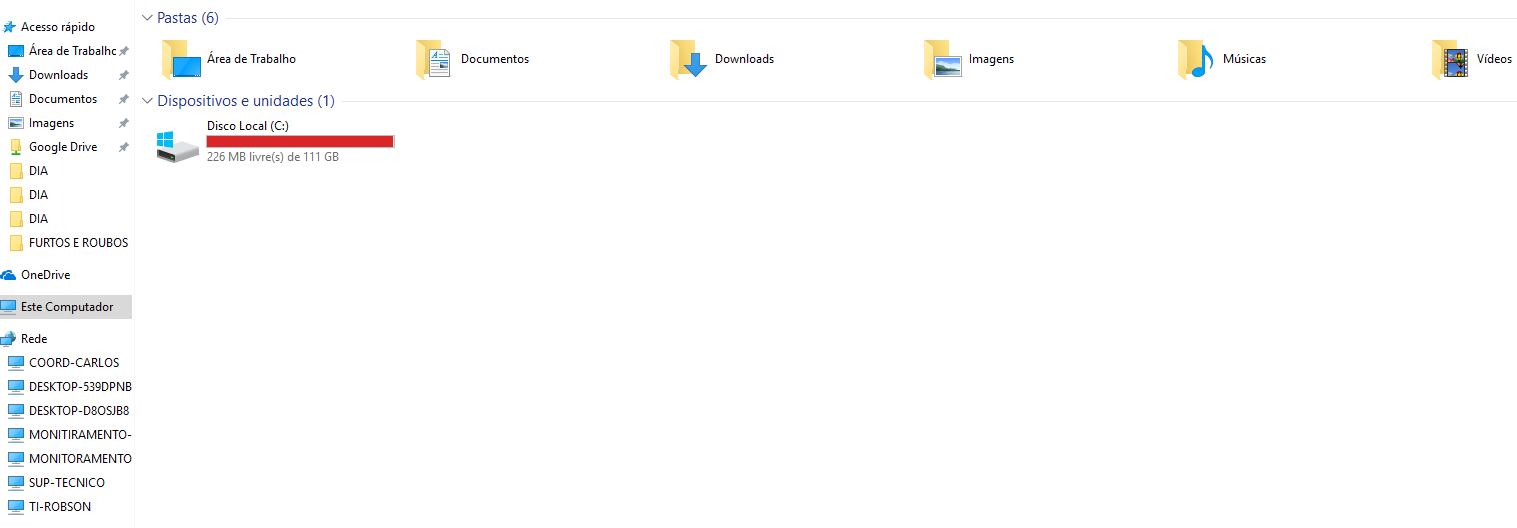 Acesso rápido
Área de Trabalho
Downloads
Documentos
Imagens
Google Drive
DIA
DIA
DIA
FURTOS E ROUBOS
OneDrive
Este Computador
Rede
COORD-CARLOS
DESKTOP-539DPNB
DESKTOP-D8OSJB8
MONITIRAMENTO-
MONITORAMENTO
SUP-TECNICO
TI-ROBSON
Pastas (6)
Área de Trabalho
Documentos
Downloads
Imagens
Músicas
Vídeos
Dispositivos e unidades (1)
Disco Local (C:)
226 MB livre(s) de 111 GB